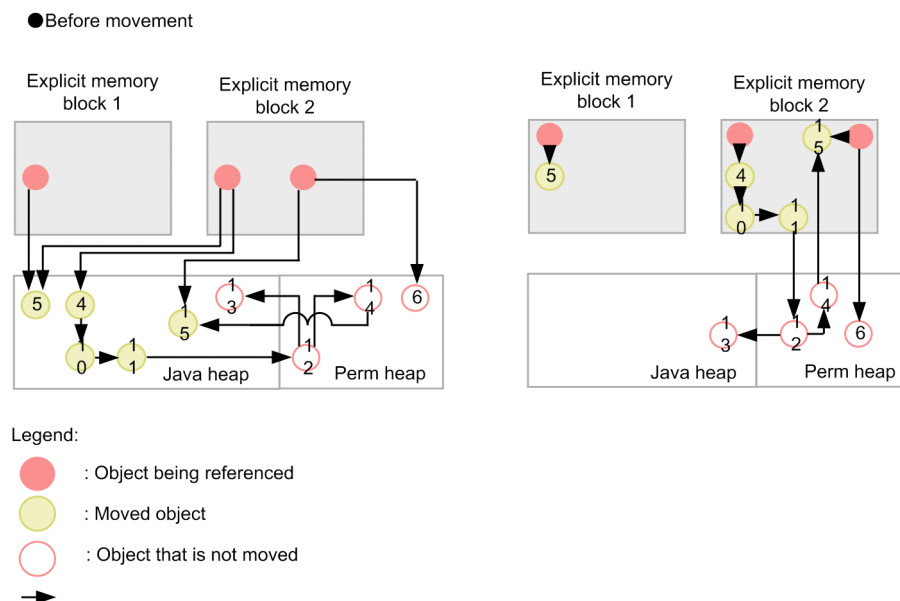 ●Before movement
Explicit memory
block 1
Explicit memory
block 2
5
4
1
3
1
5
1
4
6
1
0
1
1
1
2
Java heap
Perm heap
Explicit memory
block 1
Explicit memory
block 2
5
4
1
0
1
1
1
5
1
3
1
2
1
4
6
Java heap
Perm heap
Legend:
: Object being referenced
: Moved object
: Object that is not moved